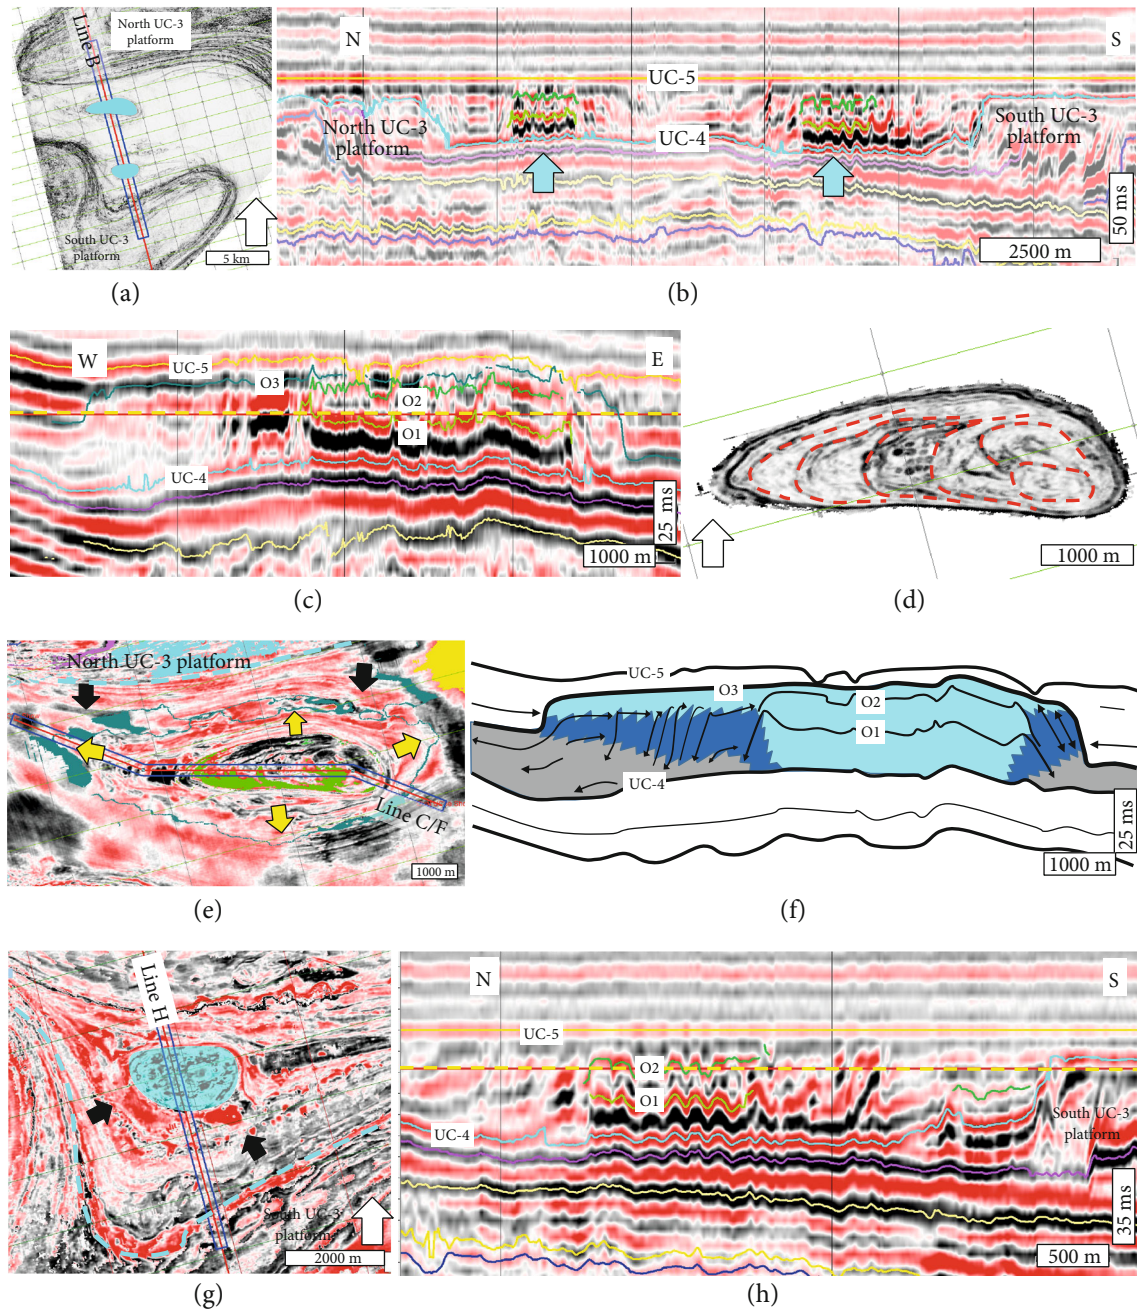 Line B
North UC-3
platform
South UC-3
platform
5 km
(a)
N
S
UC-5
North UC-3
platform
UC-4
South UC-3
platform
50 ms
2500 m
(b)
W
E
UC-5
O3
O2
O1
UC-4
25 ms
1000 m
(c)
1000 m
(d)
North UC-3 platform
Line C/F
1000 m
(e)
UC-5
O3
O2
O1
UC-4
25 ms
1000 m
(f)
Line H
South UC-3
platform
2000 m
(g)
N
S
UC-5
O2
O1
UC-4
South UC-3
platform
35 ms
500 m
(h)